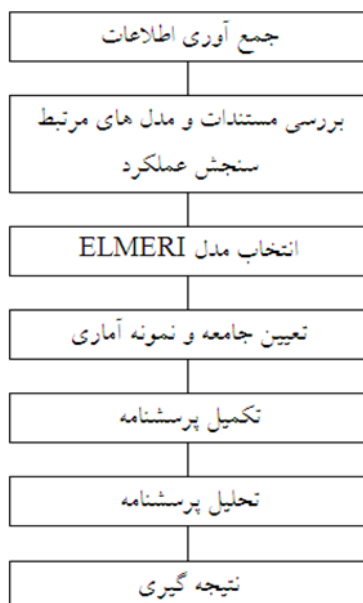 جمع آوری اطلاعات
بررسی مستندات و مدل های مرتبط
سنجش عملکرد
انتخاب مدل ELMERI
تعیین جامعه و نمونه آماری
تکمیل پرسشنامه
تحلیل پرسشنامه
نتیجه گیری